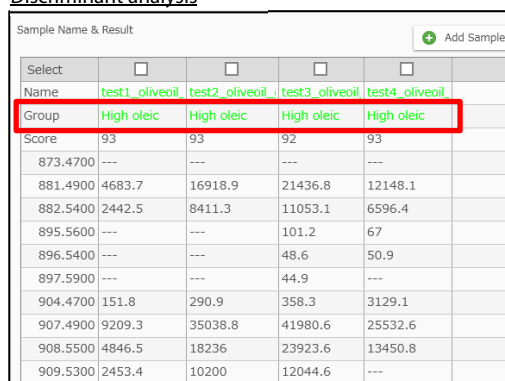 Discriminant analysis
Sample Name & Result
Add Sample
Select
Name test1_oliveoil_ test2_oliveoil_ test3_oliveoil test4_oliveoil_
Group High oleic High oleic High oleic High oleic
Score 93 93 92 93
873.4700 --- --- --- ---
881.4900 4683.7 16918.9 21436.8 12148.1
882.5400 2442.5 8411.3 11053.1 6596.4
895.5600 --- --- 101.2 67
896.5400 --- --- 48.6 50.9
897.5900 --- --- 44.9 ---
904.4700 151.8 290.9 358.3 3129.1
907.4900 9209.3 35038.8 41980.6 25532.6
908.5500 4846.5 18236 23923.6 13450.8
909.5300 2453.4 10200 12044.6 ---